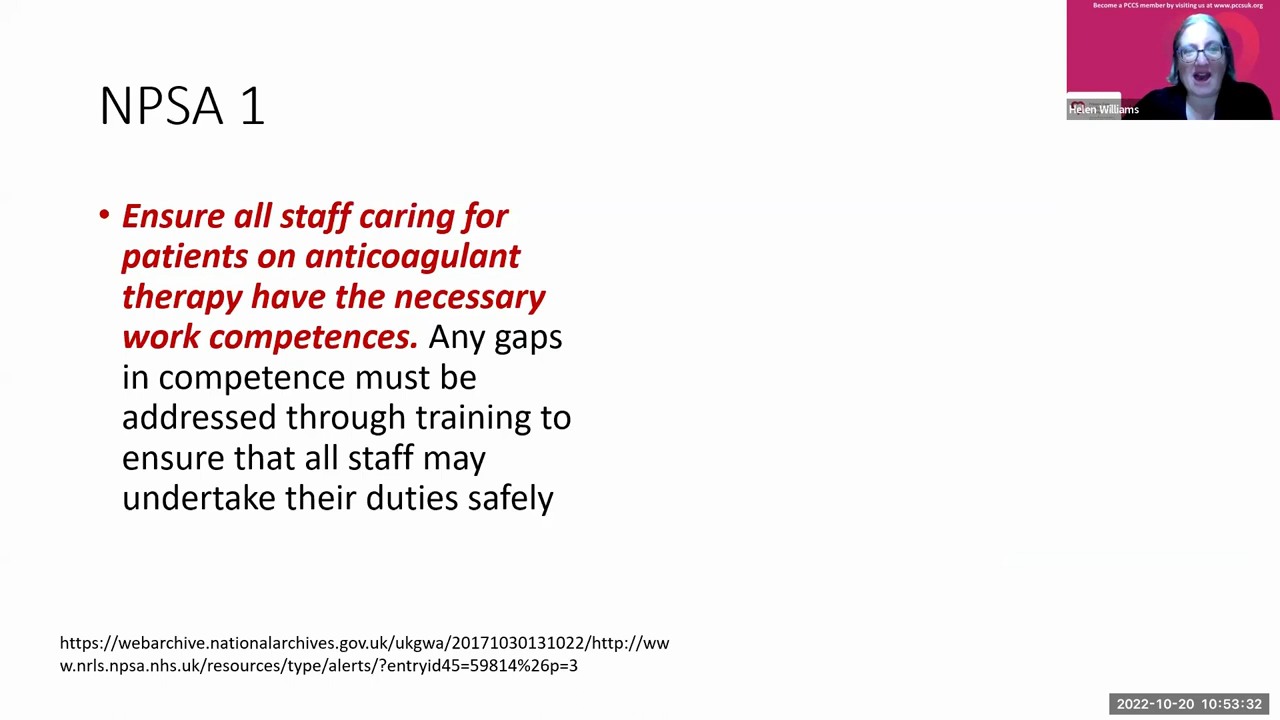 Become a PCCS member by visiting us at www.pccsuk.org
Helen Williams
NPSA 1
• Ensure all staff caring for
patients on anticoagulant
therapy have the necessary
work competences. Any gaps
in competence must be
addressed through training to
ensure that all staff may
undertake their duties safely
https://webarchive.nationalarchives.gov.uk/ukgwa/20171030131022/http://ww
w.nrls.npsa.nhs.uk/resources/type/alerts/?entryid45=59814%26p=3
2022-10-20 10:53:32